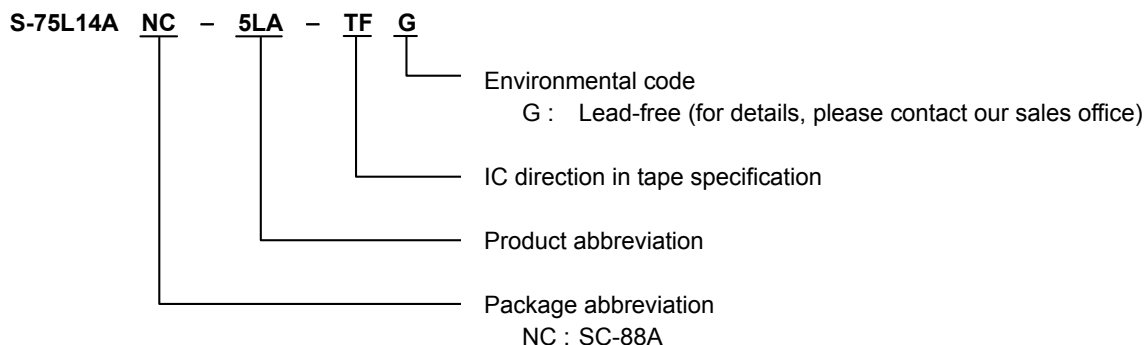 S-75L14A NC – 5LA – TF G
Environmental code
G : Lead-free (for details, please contact our sales office)
IC direction in tape specification
Product abbreviation
Package abbreviation
NC : SC-88A